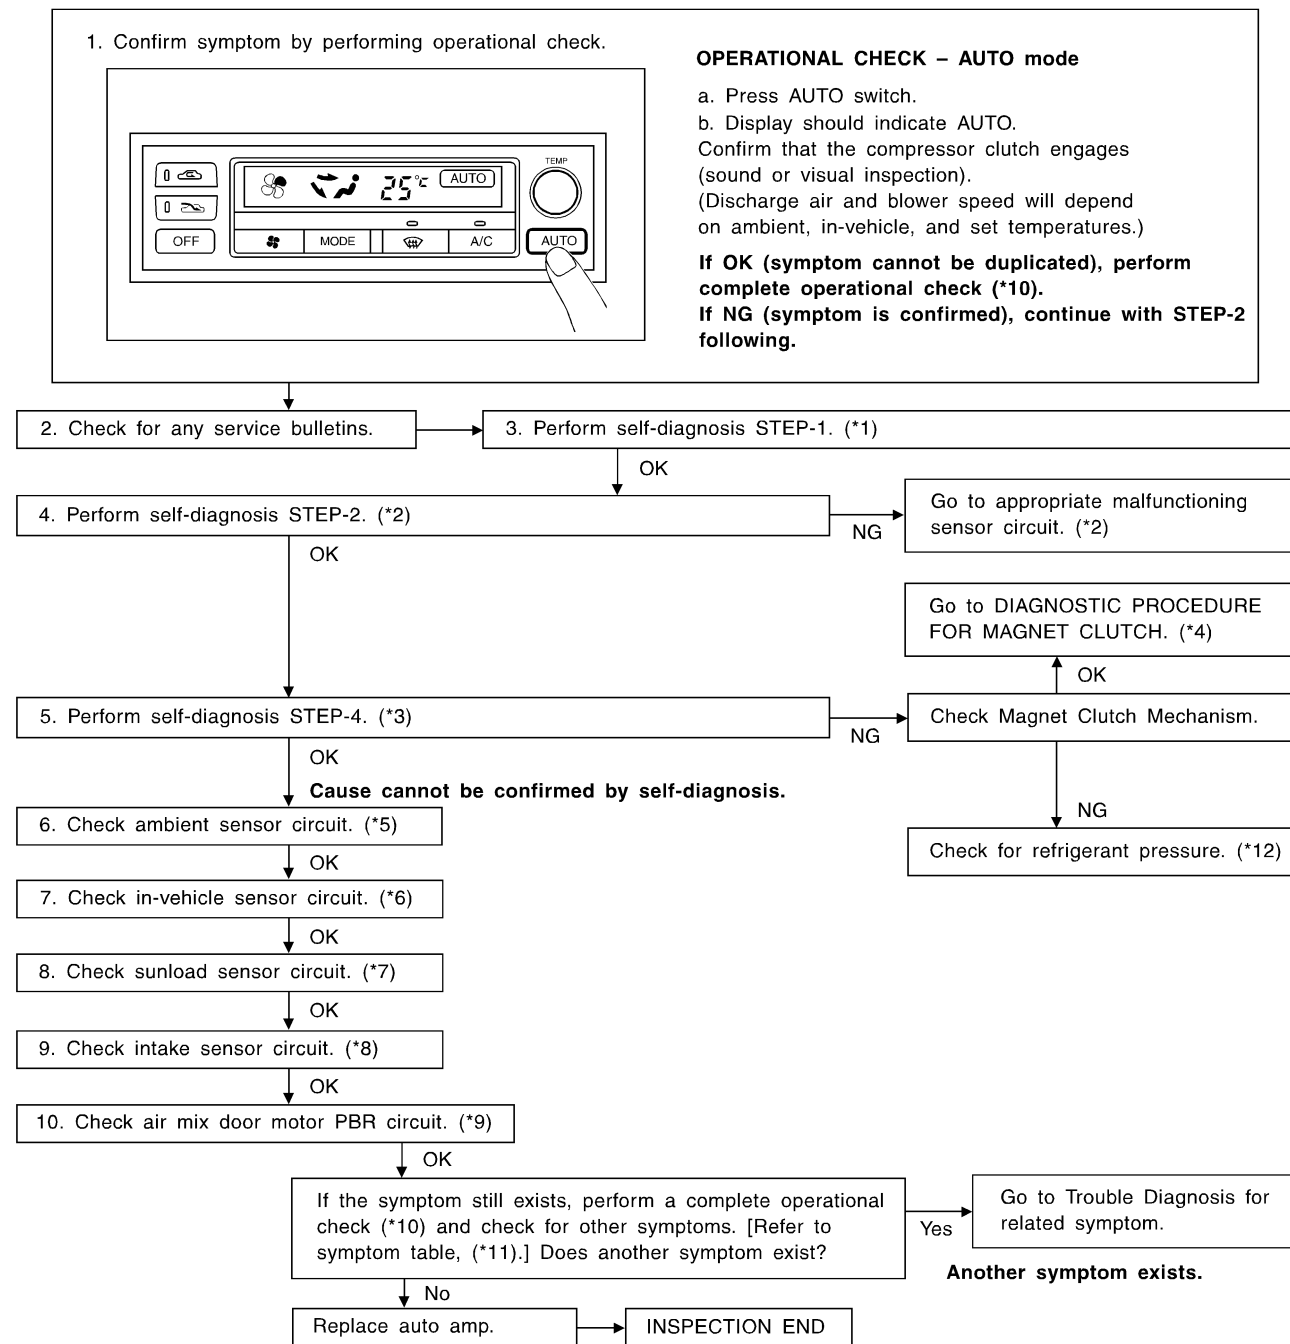 1. Confirm symptom by performing operational check.
TEMP
25°C
AUTO
OFF
MODE
A/C
AUTO
OPERATIONAL CHECK – AUTO mode
a. Press AUTO switch.
b. Display should indicate AUTO.
Confirm that the compressor clutch engages
(sound or visual inspection).
(Discharge air and blower speed will depend
on ambient, in-vehicle, and set temperatures.)
If OK (symptom cannot be duplicated), perform
complete operational check (*10).
If NG (symptom is confirmed), continue with STEP-2
following.
2. Check for any service bulletins.
3. Perform self-diagnosis STEP-1. (*1)
OK
4. Perform self-diagnosis STEP-2. (*2)
NG
Go to appropriate malfunctioning
sensor circuit. (*2)
OK
Go to DIAGNOSTIC PROCEDURE
FOR MAGNET CLUTCH. (*4)
OK
5. Perform self-diagnosis STEP-4. (*3)
NG
Check Magnet Clutch Mechanism.
OK
Cause cannot be confirmed by self-diagnosis.
NG
Check for refrigerant pressure. (*12)
6. Check ambient sensor circuit. (*5)
OK
7. Check in-vehicle sensor circuit. (*6)
OK
8. Check sunload sensor circuit. (*7)
OK
9. Check intake sensor circuit. (*8)
OK
10. Check air mix door motor PBR circuit. (*9)
OK
If the symptom still exists, perform a complete operational
check (*10) and check for other symptoms. [Refer to
symptom table, (*11).] Does another symptom exist?
Yes
Go to Trouble Diagnosis for
related symptom.
Another symptom exists.
No
Replace auto amp.
INSPECTION END